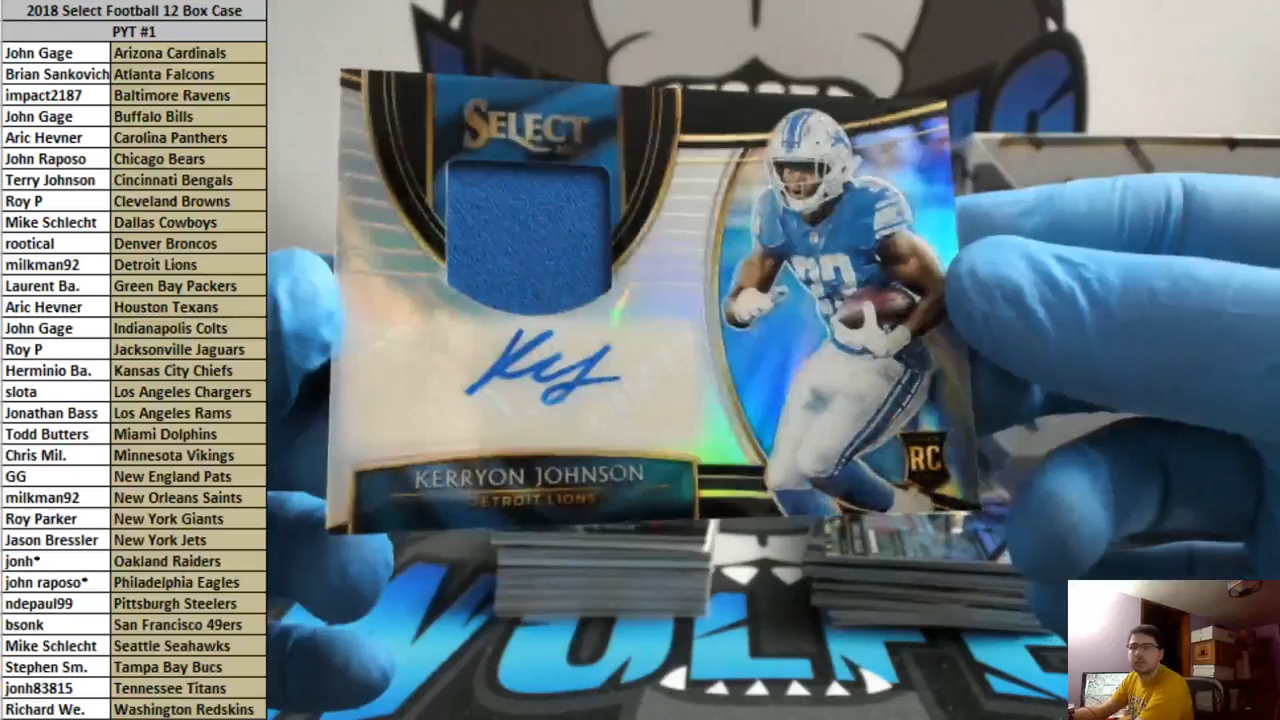 2018 Select Football 12 Box Case
PYT #1
John Gage Arizona Cardinals
Brian Sankovich Atlanta Falcons
impact2187 Baltimore Ravens
John Gage Buffalo Bills
Aric Hevner Carolina Panthers
John Raposo Chicago Bears
Terry Johnson Cincinnati Bengals
Roy P Cleveland Browns
Mike Schlecht Dallas Cowboys
rootical Denver Broncos
milkman92 Detroit Lions
Laurent Ba. Green Bay Packers
Aric Hevner Houston Texans
John Gage Indianapolis Colts
Roy P Jacksonville Jaguars
Herminio Ba. Kansas City Chiefs
slota Los Angeles Chargers
Jonathan Bass Los Angeles Rams
Todd Butters Miami Dolphins
Chris Mil. Minnesota Vikings
GG New England Pats
milkman92 New Orleans Saints
Roy Parker New York Giants
Jason Bressler New York Jets
jonh* Oakland Raiders
john raposo* Philadelphia Eagles
ndepaul99 Pittsburgh Steelers
bsonk San Francisco 49ers
Mike Schlecht Seattle Seahawks
Stephen Sm. Tampa Bay Bucs
jonh83815 Tennessee Titans
Richard We. Washington Redskins
SELECT
33
KERRYON JOHNSON
DETROIT LIONS
RC